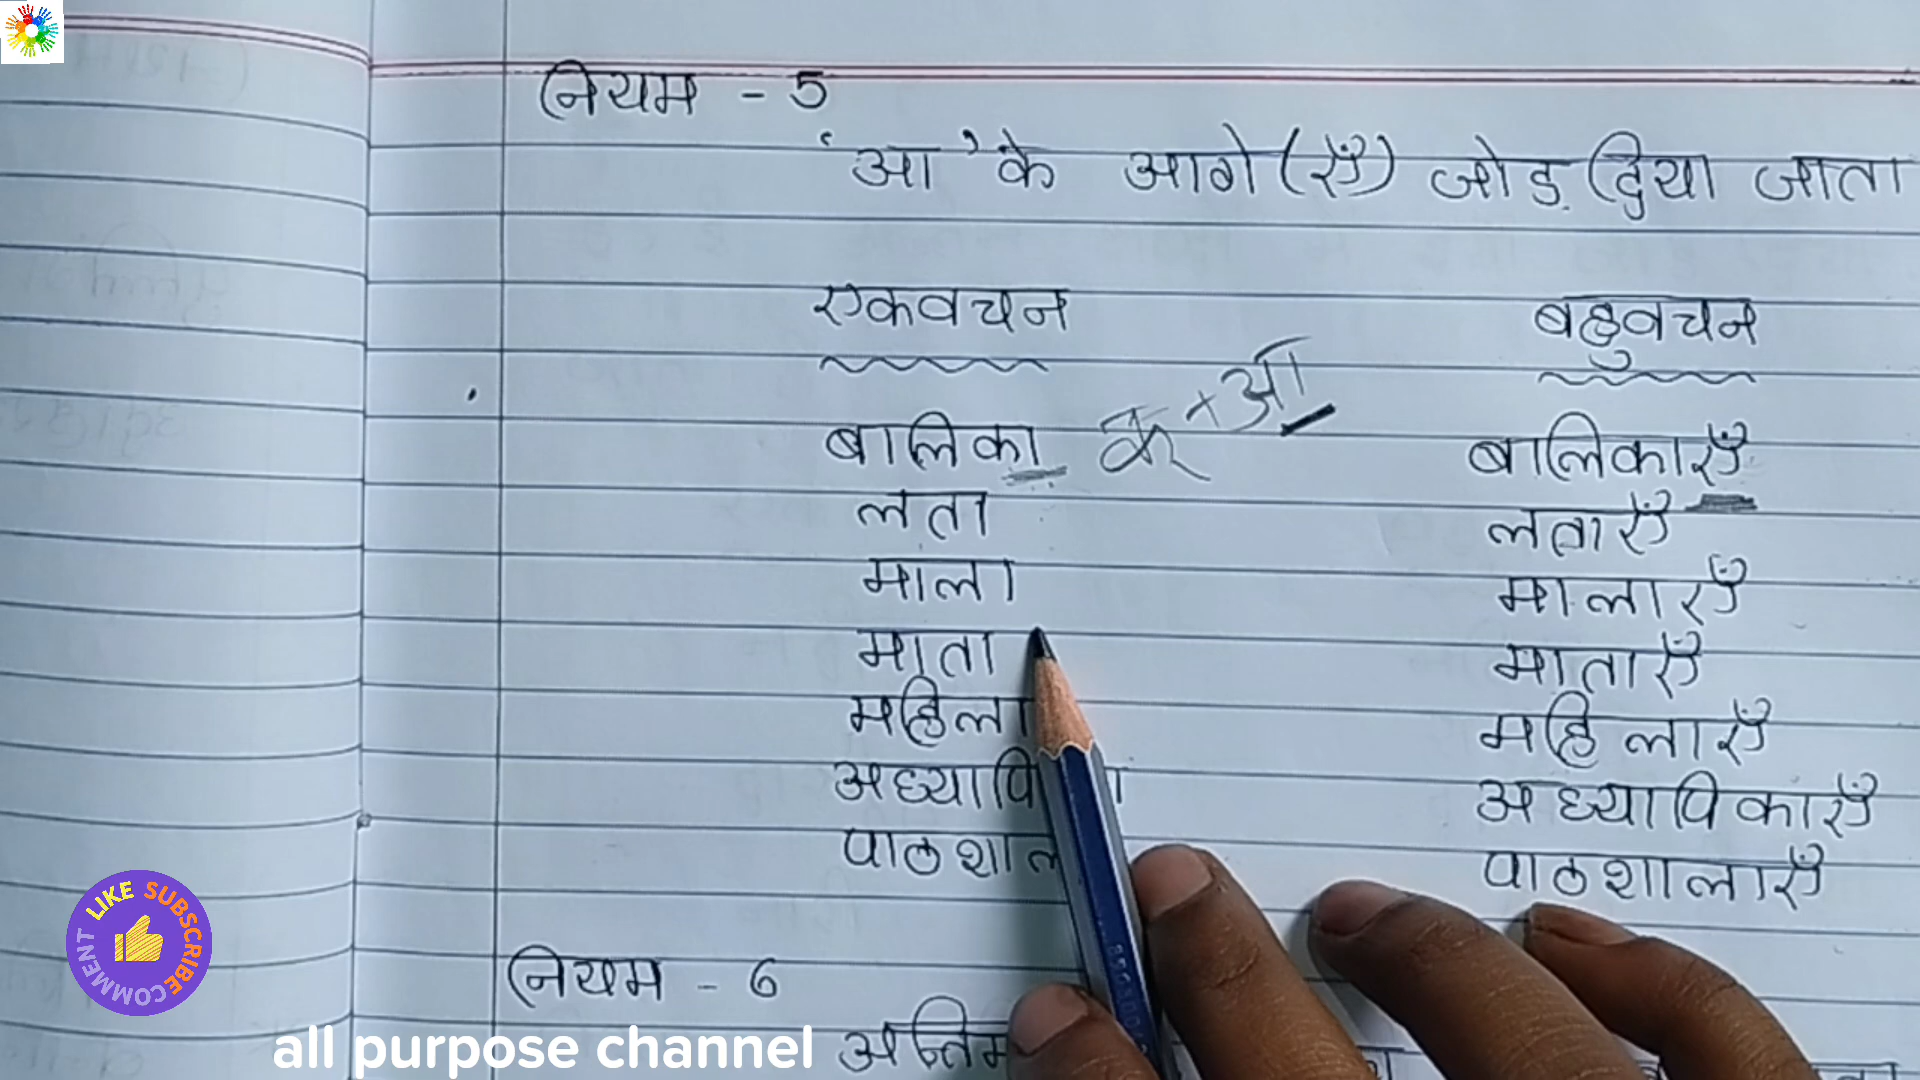 नियम - 5
'आ' के आगे (एँ) जोड़ दिया जाता
एकवचन बहुवचन
बालिका क् + आ बालिकाएँ
लता लताएँ
माला मालाएँ
माता माताएँ
महिला महिलाएँ
अध्यापि ा अध्यापिकाएँ
पाठशाल पाठशालाएँ
नियम - 6
अन्तिम
LIKE SUBSCRIBE COMMENT
all purpose channel